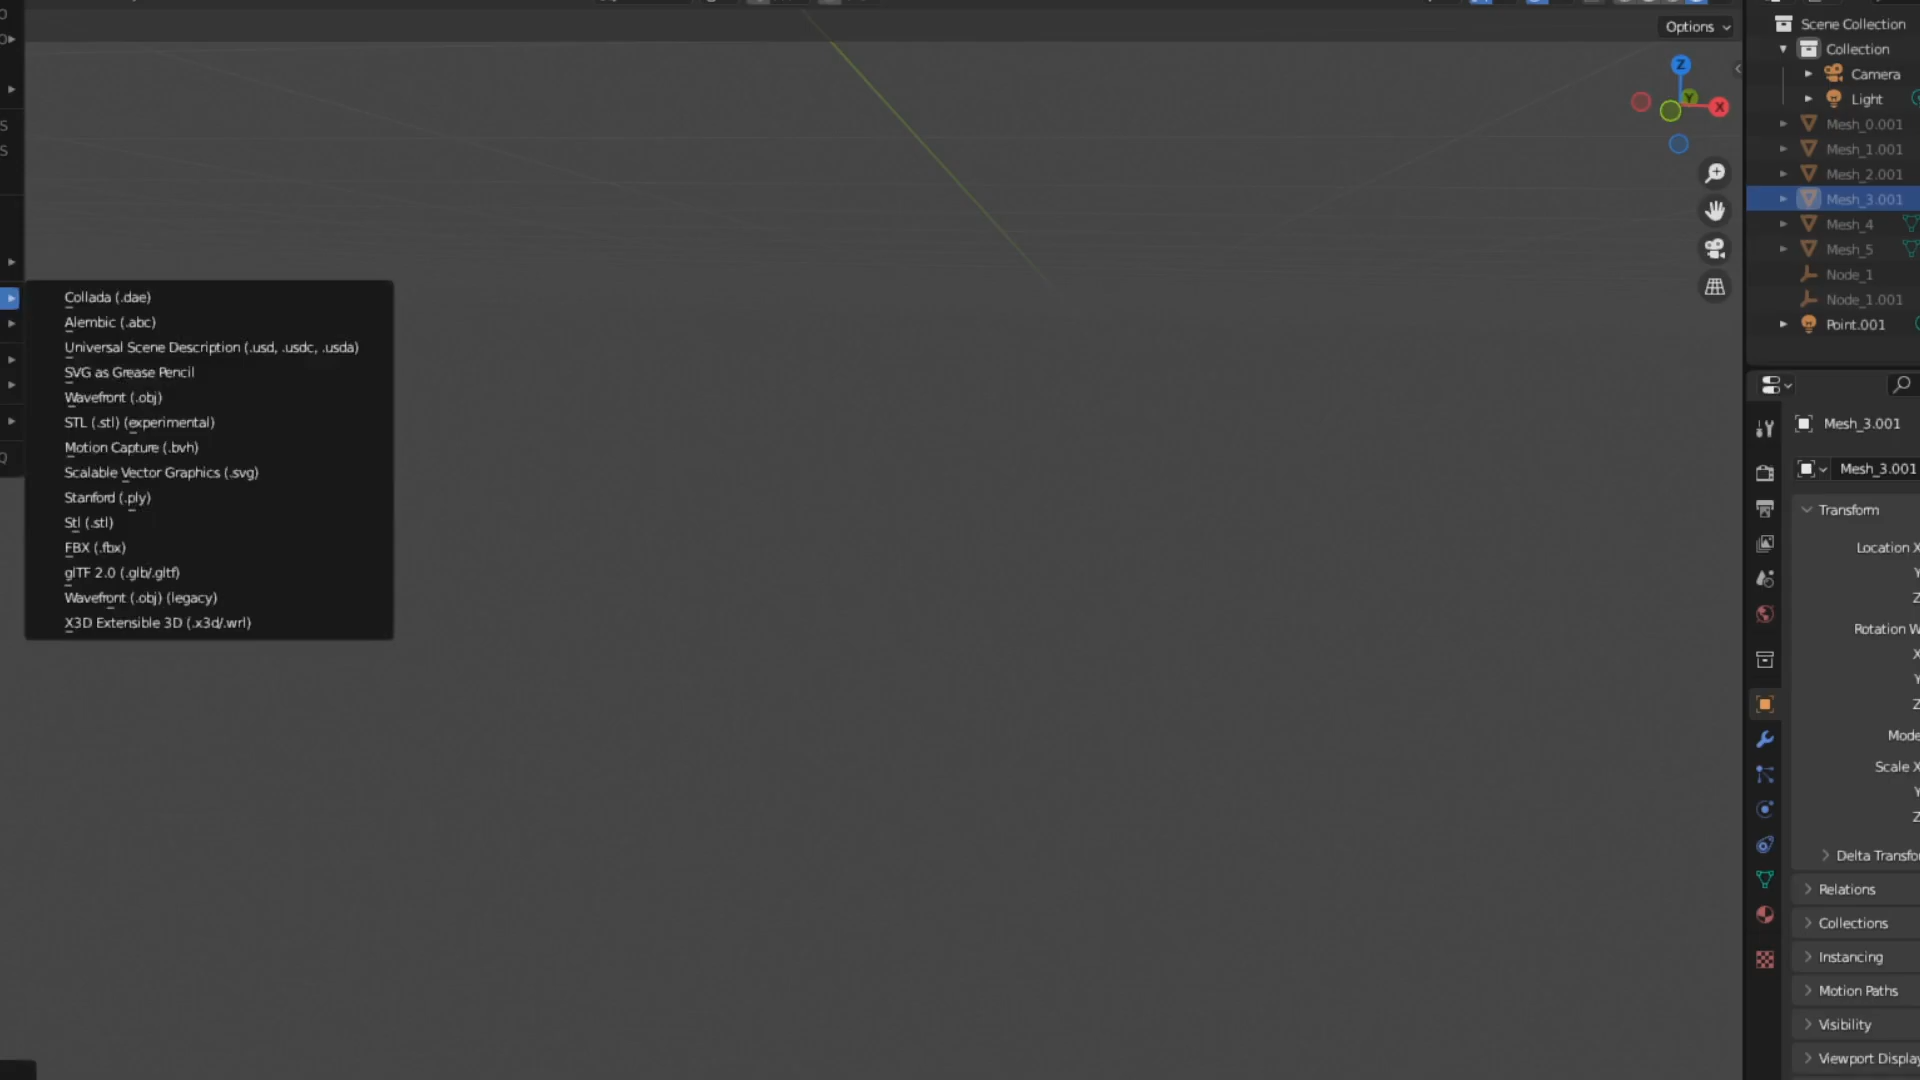 Options
Z
Y
X
Scene Collection
Collection
Camera
Light
Mesh_0.001
Mesh_1.001
Mesh_2.001
Mesh_3.001
Mesh_4
Mesh_5
Node_1
Node_1.001
Point.001
Collada (.dae)
Alembic (.abc)
Universal Scene Description (.usd, .usdc, .usda)
SVG as Grease Pencil
Wavefront (.obj)
STL (.stl) (experimental)
Motion Capture (.bvh)
Scalable Vector Graphics (.svg)
Stanford (.ply)
Stl (.stl)
FBX (.fbx)
glTF 2.0 (.glb/.gltf)
Wavefront (.obj) (legacy)
X3D Extensible 3D (.x3d/.wrl)
Q
Mesh_3.001
Mesh_3.001
Transform
Location X
Y
Z
Rotation W
X
Y
Z
Mode
Scale X
Y
Z
Delta Transfo
Relations
Collections
Instancing
Motion Paths
Visibility
Viewport Display